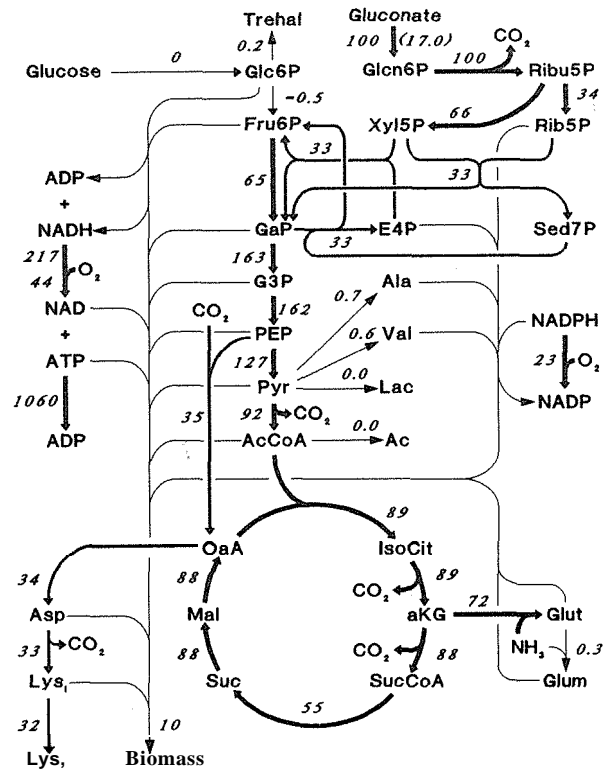 Trehal Gluconate
0.2 100 (17.0) CO2
Glucose 0 Glc6P Glcn6P 100 Ribu5P
-0.5 66 34
Fru6P Xyl5P Rib5P
33
ADP 65 33
+
NADH GaP E4P Sed7P
217 163 33
44 O2 G3P
CO2 162 0.7 Ala
NAD NADPH
+ PEP 0.6 Val
ATP 127 23 O2
Pyr 0.0 Lac
1060 35 92 CO2 NADP
ADP AcCoA 0.0 Ac
89
OaA IsoCit
34 88 CO2 89
Asp Mal aKG 72 Glut
33 CO2 88 CO2 88 NH3 0.3
Lys Suc SucCoA Glum
32 10 55
Lys Biomass